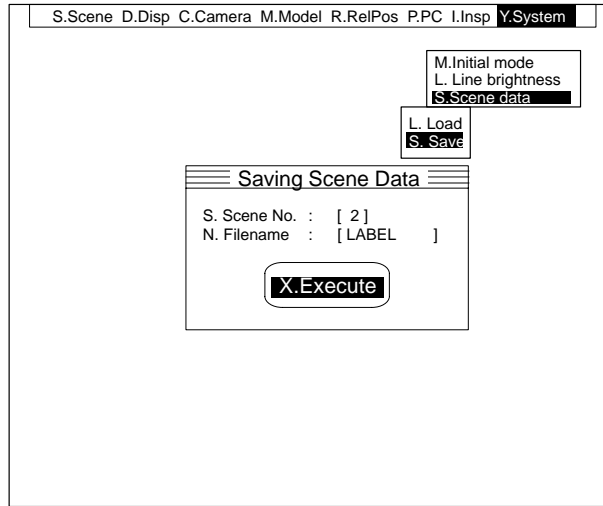 S.Scene D.Disp C.Camera M.Model R.RelPos P.PC I.Insp Y.System
M.Initial mode
L. Line brightness
S.Scene data
L. Load
S. Save
Saving Scene Data
S. Scene No. : [ 2 ]
N. Filename : [ LABEL ]
X.Execute